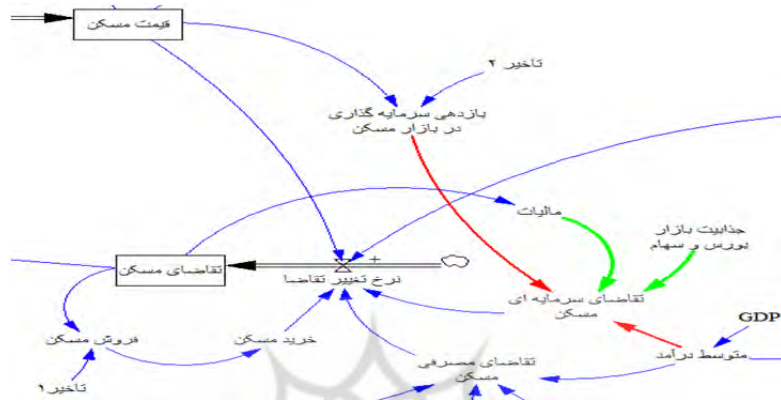 قیمت مسکن
تاخیر ۲
بازدهی سرمایه گذاری
در بازار مسکن
مالیات
جذابیت بازار
بورس و سهام
تقاضای مسکن
+
نرخ تغییر تقاضا
تقاضای سرمایه ای
مسکن
GDP
فروش مسکن
خرید مسکن
تقاضای مصرفی
مسکن
متوسط درآمد
تاخیر۱